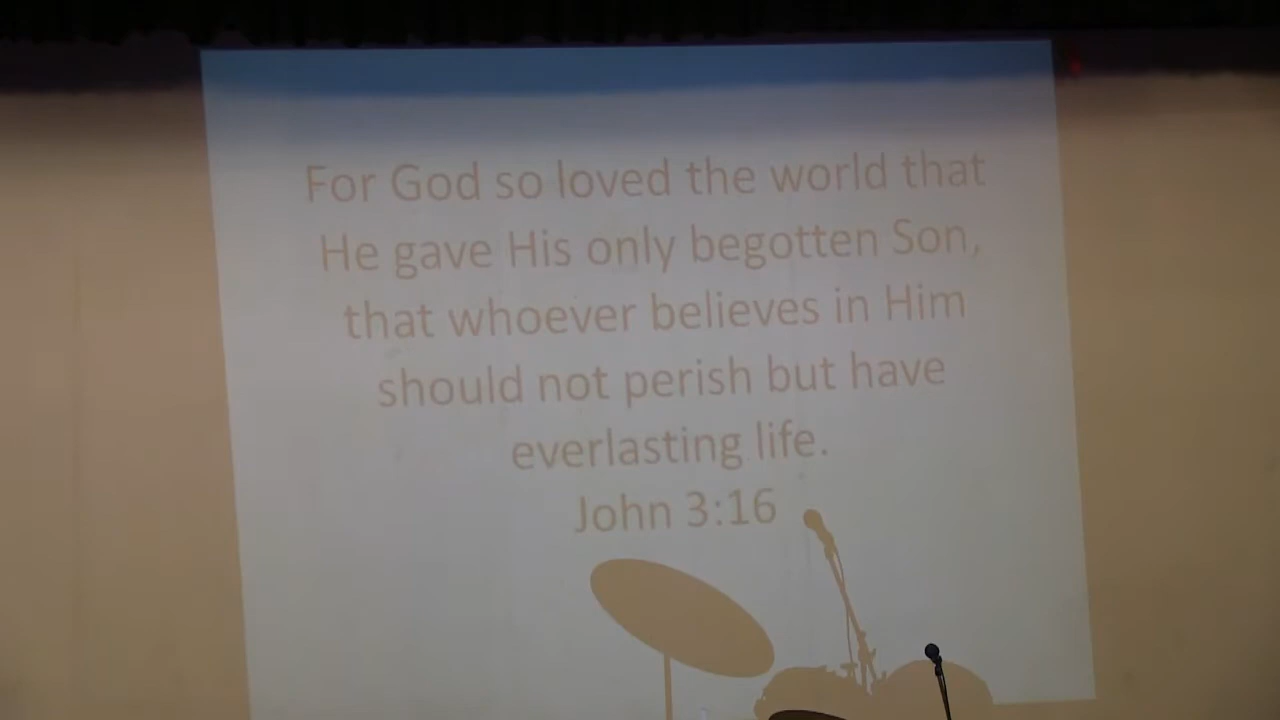 For God so loved the world that
He gave His only begotten Son,
that whoever believes in Him
should not perish but have
everlasting life.
John 3:16